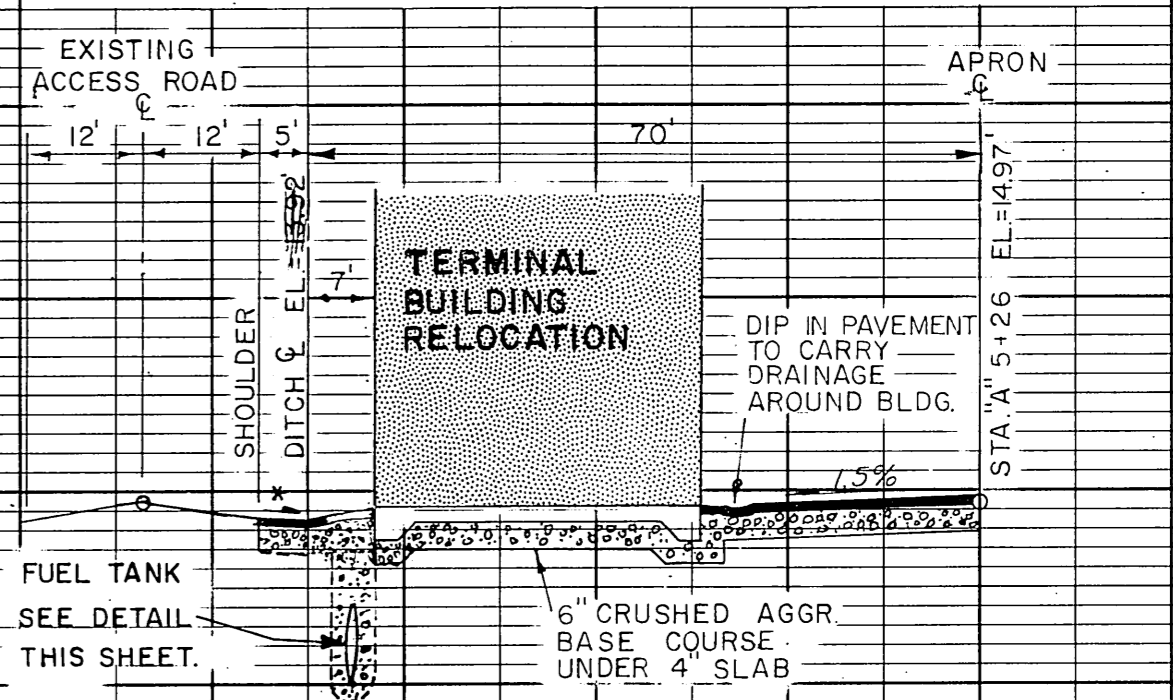 EXISTING
ACCESS ROAD
℄
12'
12'
5'
70'
APRON
℄
STA. "A" 5+26 EL.=14.97'
SHOULDER
DITCH ℄ EL =
7'
TERMINAL
BUILDING
RELOCATION
DIP IN PAVEMENT
TO CARRY
DRAINAGE
AROUND BLDG.
1.5%
x
FUEL TANK
SEE DETAIL
THIS SHEET.
6" CRUSHED AGGR.
BASE COURSE
UNDER 4" SLAB